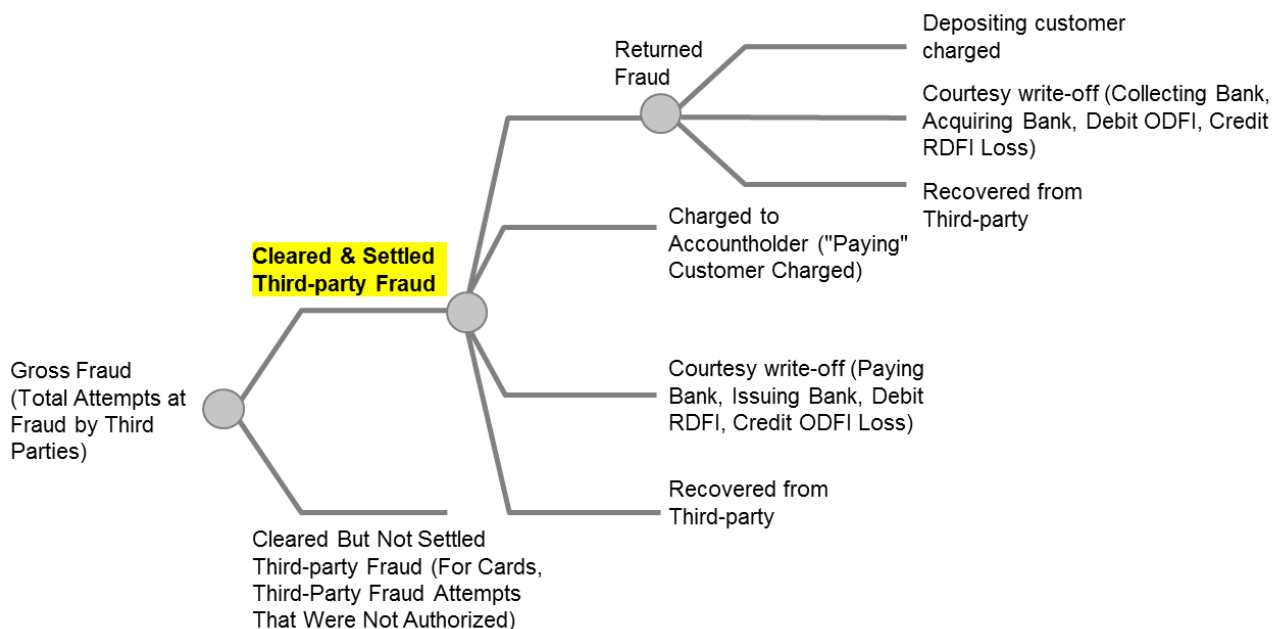 Returned
Fraud
Depositing customer
charged
Courtesy write-off (Collecting Bank,
Acquiring Bank, Debit ODFI, Credit
RDFI Loss)
Recovered from
Third-party
Charged to
Accountholder ("Paying"
Customer Charged)
Cleared & Settled
Third-party Fraud
Gross Fraud
(Total Attempts at
Fraud by Third
Parties)
Courtesy write-off (Paying
Bank, Issuing Bank, Debit
RDFI, Credit ODFI Loss)
Recovered from
Third-party
Cleared But Not Settled
Third-party Fraud (For Cards,
Third-Party Fraud Attempts
That Were Not Authorized)